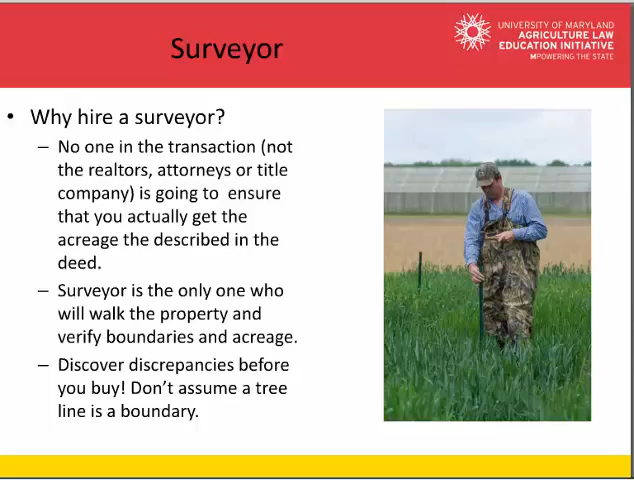 Surveyor
UNIVERSITY OF MARYLAND
AGRICULTURE LAW
EDUCATION INITIATIVE
MPOWERING THE STATE
• Why hire a surveyor?
– No one in the transaction (not
the realtors, attorneys or title
company) is going to ensure
that you actually get the
acreage the described in the
deed.
– Surveyor is the only one who
will walk the property and
verify boundaries and acreage.
– Discover discrepancies before
you buy! Don’t assume a tree
line is a boundary.